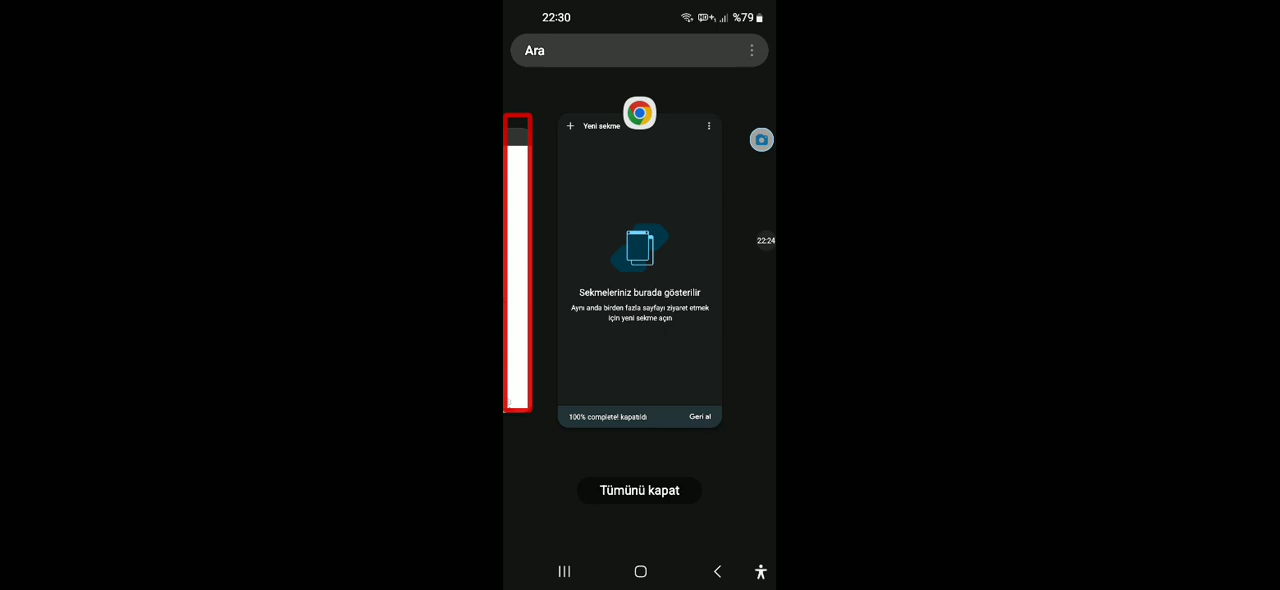 22:30
%79
Ara
Yeni sekme
22:24
Sekmeleriniz burada gösterilir
Aynı anda birden fazla sayfayı ziyaret etmek
için yeni sekme açın
100% complete! kapatıldı
Geri al
Tümünü kapat